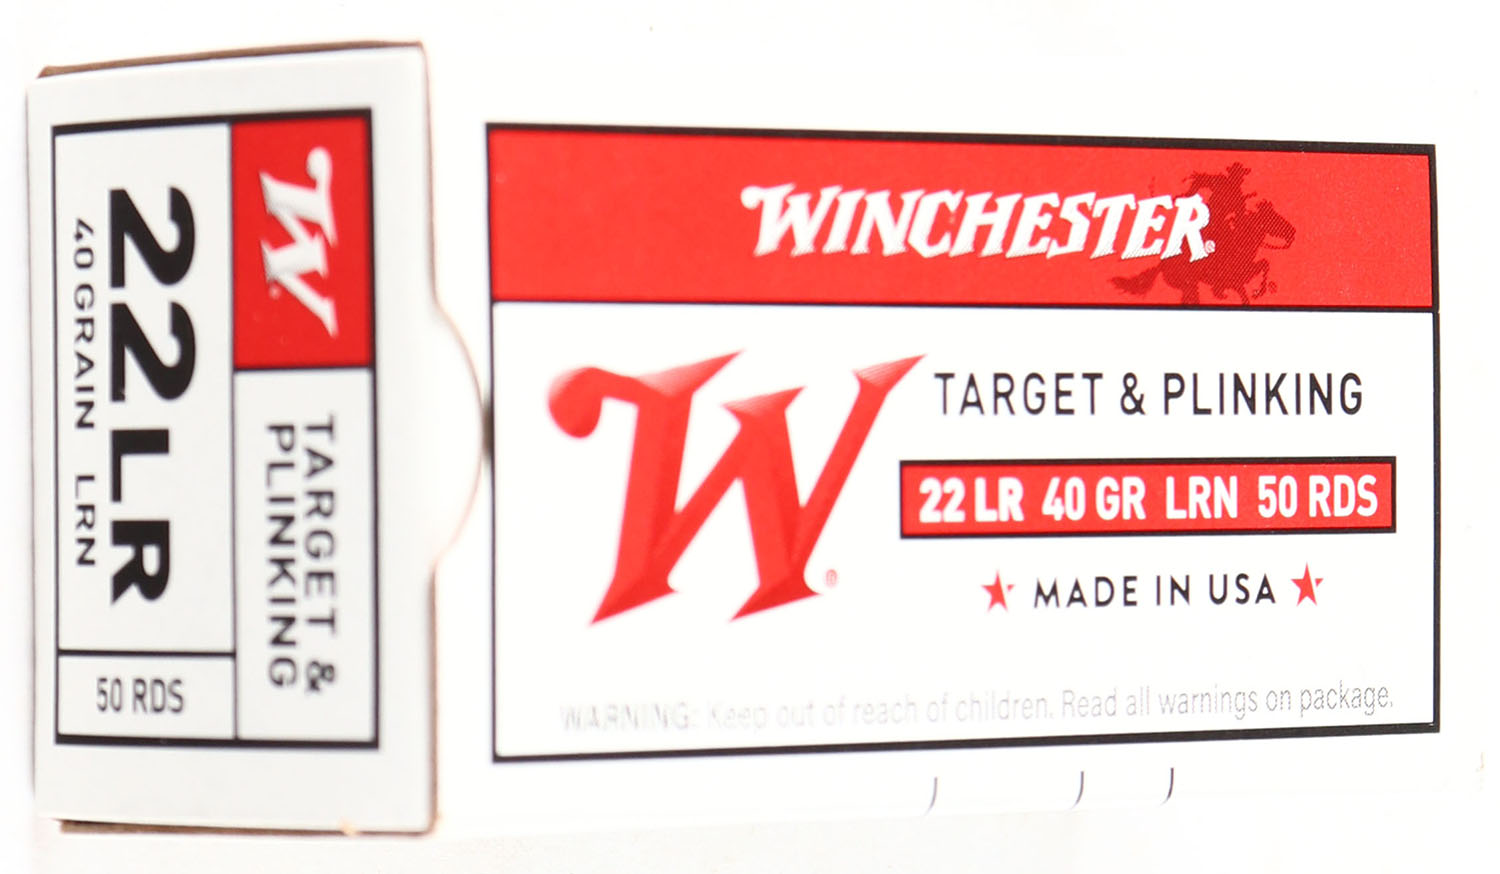 W
22 LR
40 GRAIN LRN
TARGET &
PLINKING
50 RDS
WINCHESTER®
W®
TARGET & PLINKING
22 LR 40 GR LRN 50 RDS
★ MADE IN USA ★
WARNING: Keep out of reach of children. Read all warnings on package.